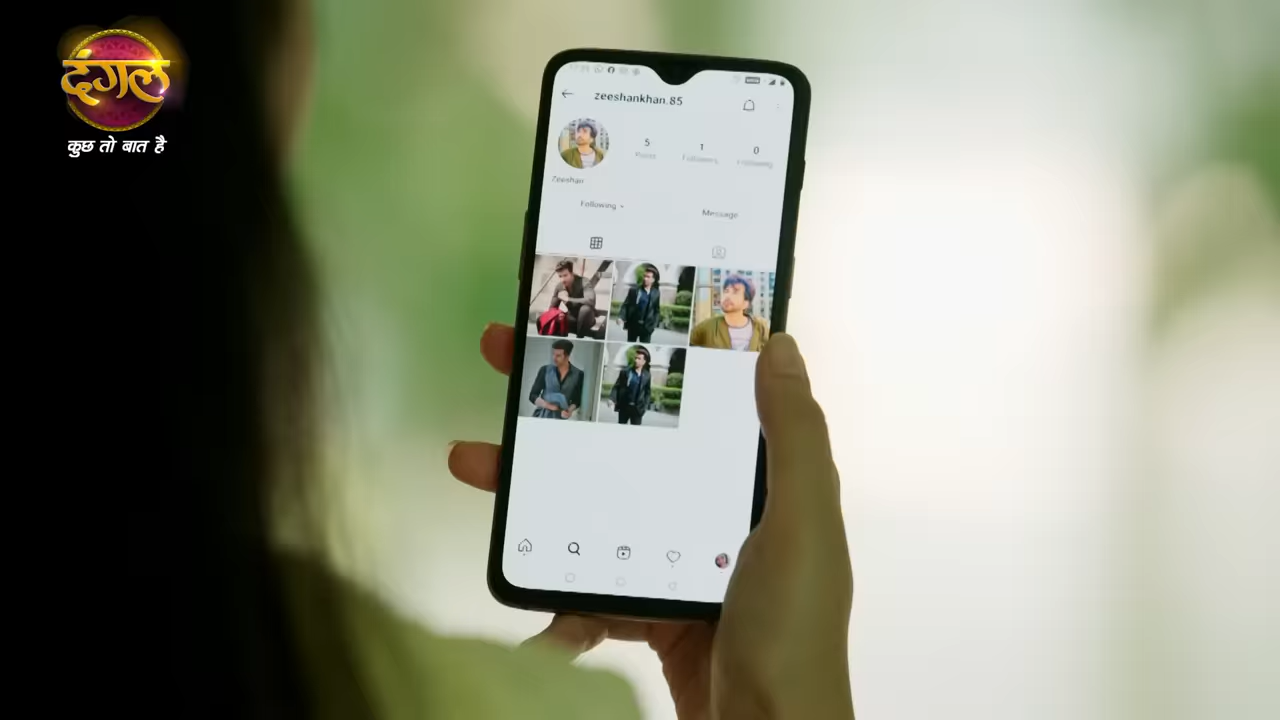 दंगल
कुछ तो बात है
zeeshankhan.85
5
1
0
Posts
Followers
Following
Zeeshan
Following
Message